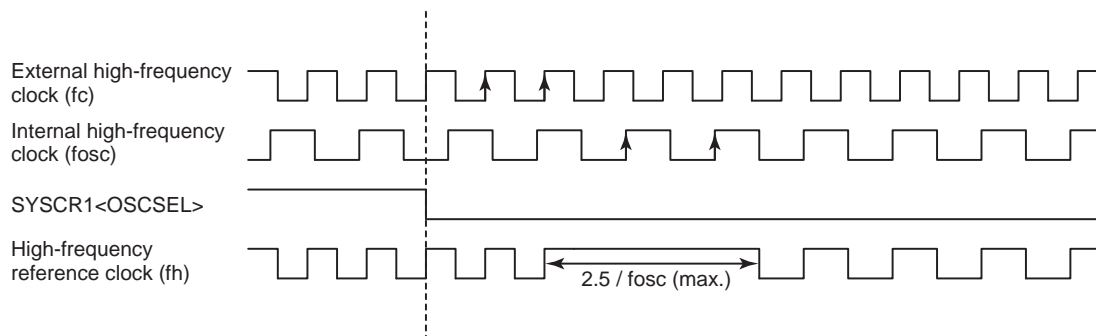 External high-frequency
clock (fc)
Internal high-frequency
clock (fosc)
SYSCR1<OSCSEL>
High-frequency
reference clock (fh)
2.5 / fosc (max.)